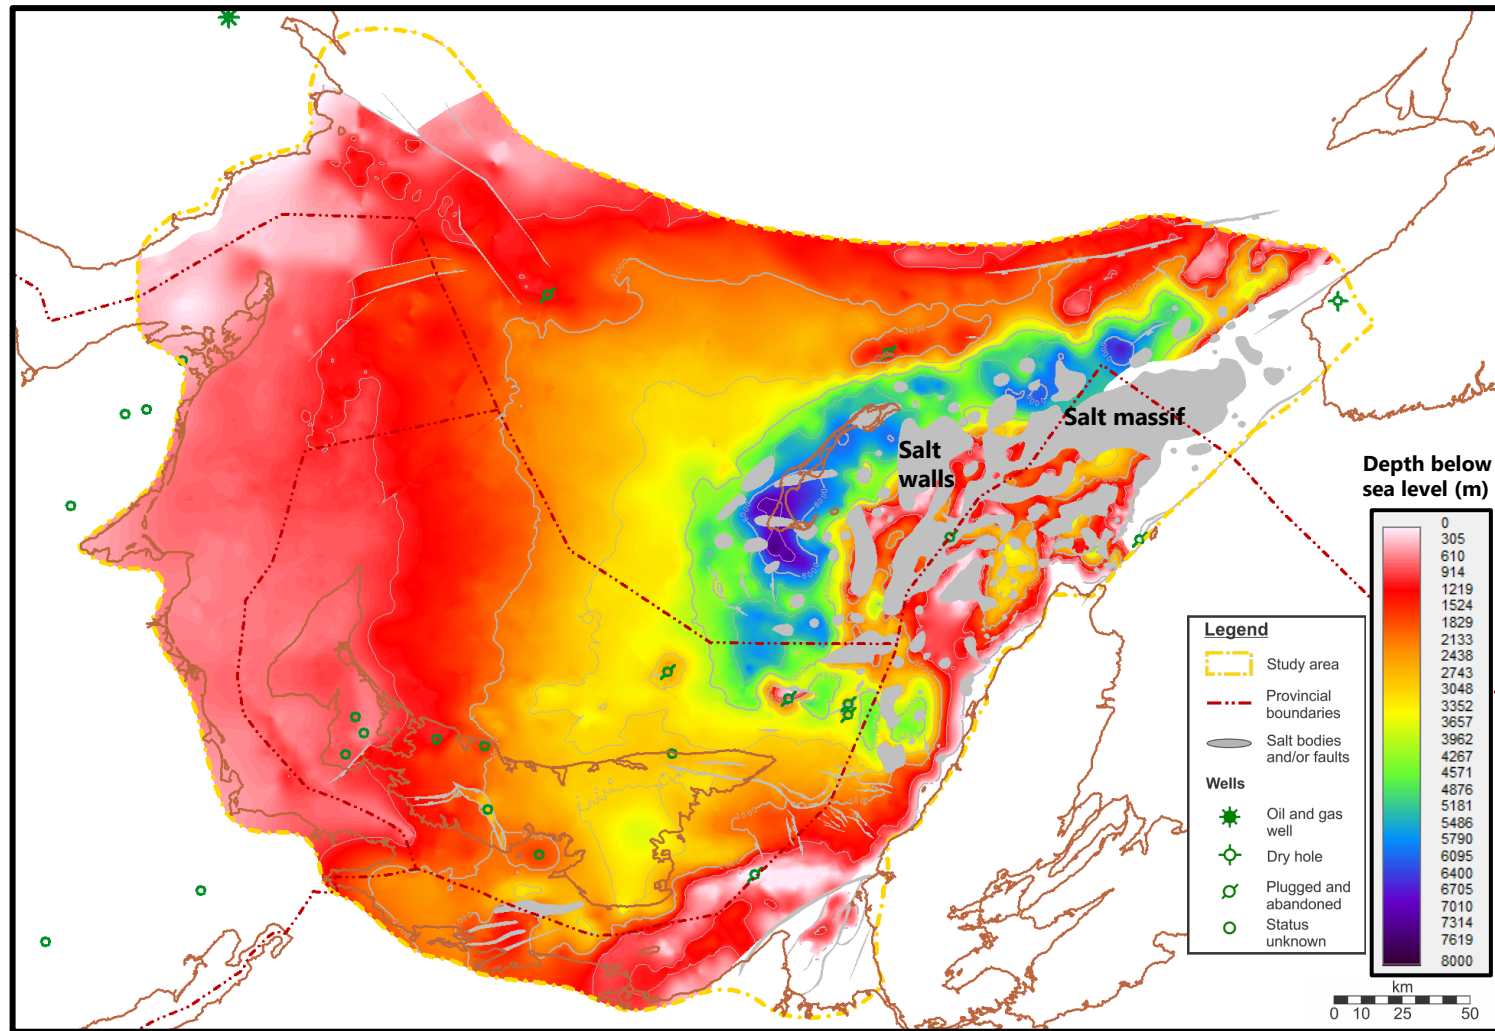 Salt massif
Salt
walls
Depth below
sea level (m)
0
305
610
914
1219
1524
1829
2133
2438
2743
3048
3352
3657
3962
4267
4571
4876
5181
5486
5790
6095
6400
6705
7010
7314
7619
8000
Legend
Study area
Provincial
boundaries
Salt bodies
and/or faults
Wells
Oil and gas
well
Dry hole
Plugged and
abandoned
Status
unknown
km
0 10 25 50